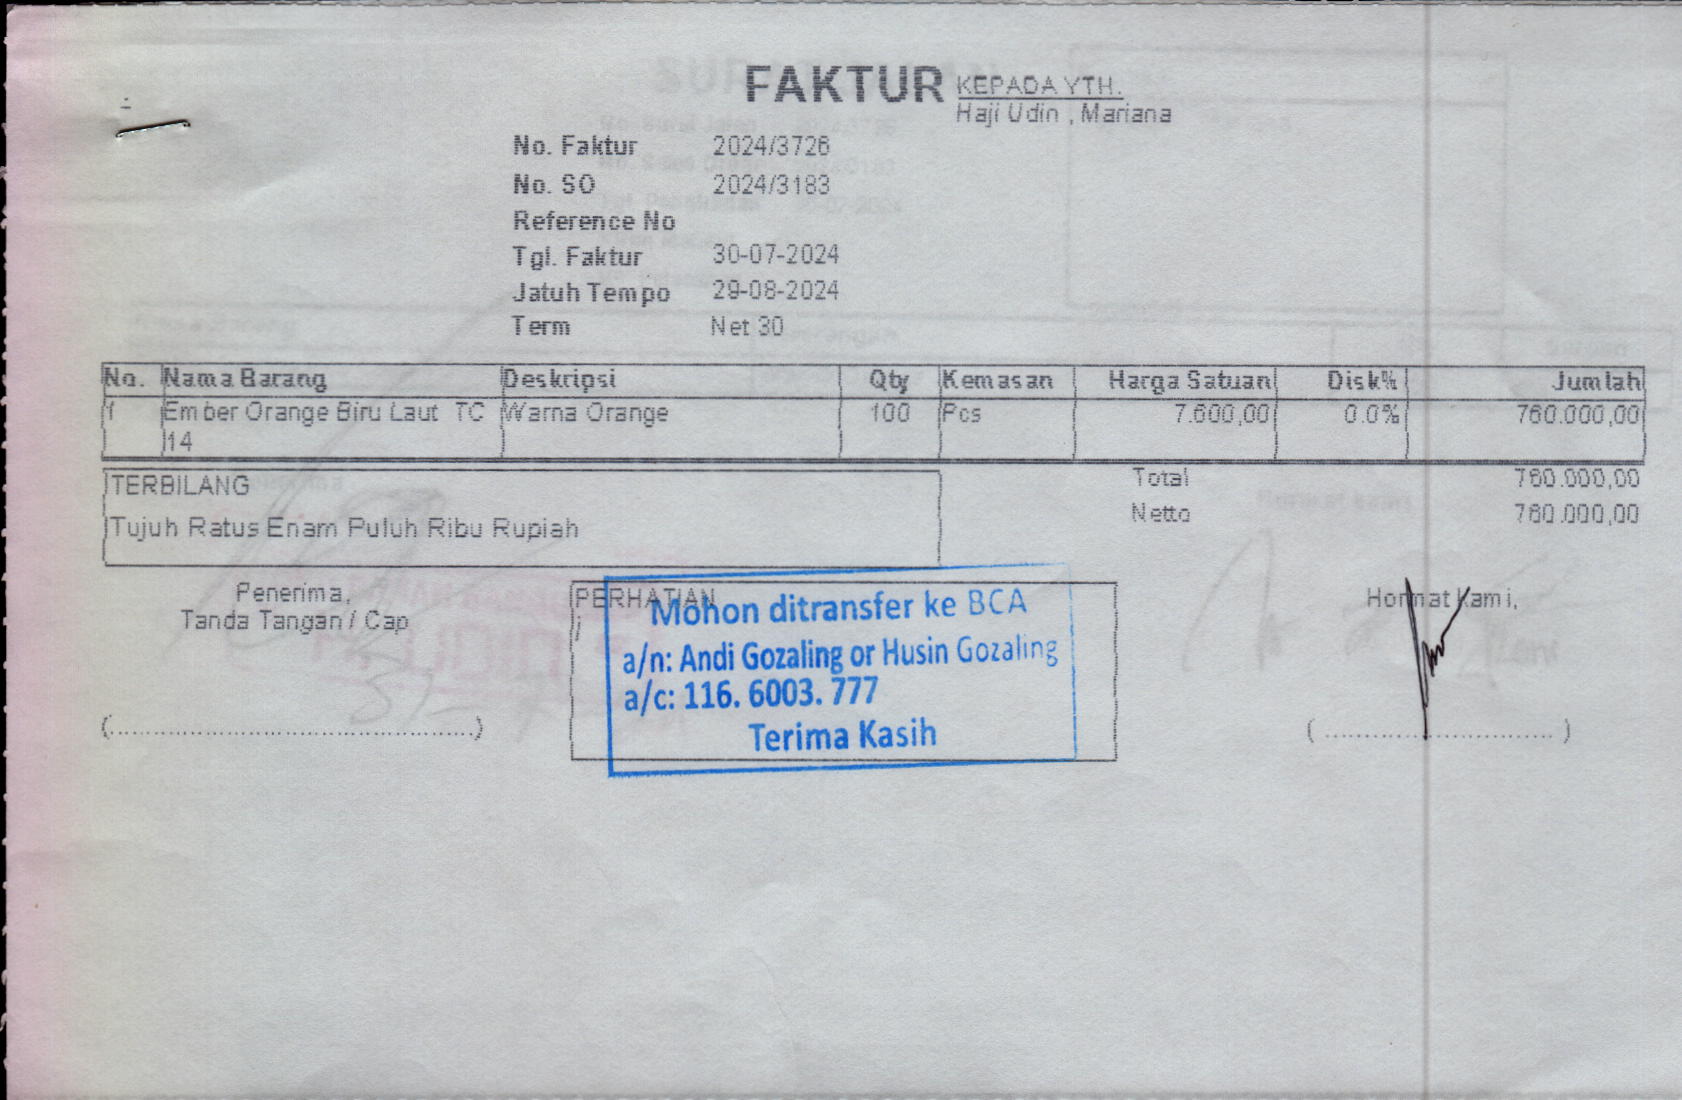 FAKTUR
KEPADA YTH.
Haji Udin , Mariana
No. Faktur 2024/3726
No. SO 2024/3183
Reference No
Tgl. Faktur 30-07-2024
Jatuh Tempo 29-08-2024
Term Net 30
No. Nama Barang Deskripsi Qty Kemasan Harga Satuan Disk% Jumlah
1 Ember Orange Biru Laut TC Warna Orange 100 Pcs 7.600,00 0.0% 760.000,00
14
TERBILANG
Tujuh Ratus Enam Puluh Ribu Rupiah
Total 760.000,00
Netto 760.000,00
Penerima,
Tanda Tangan / Cap
(..................................................)
PERHATIAN
Mohon ditransfer ke BCA
a/n: Andi Gozaling or Husin Gozaling
a/c: 116. 6003. 777
Terima Kasih
Hormat Kami,
( ................................ )